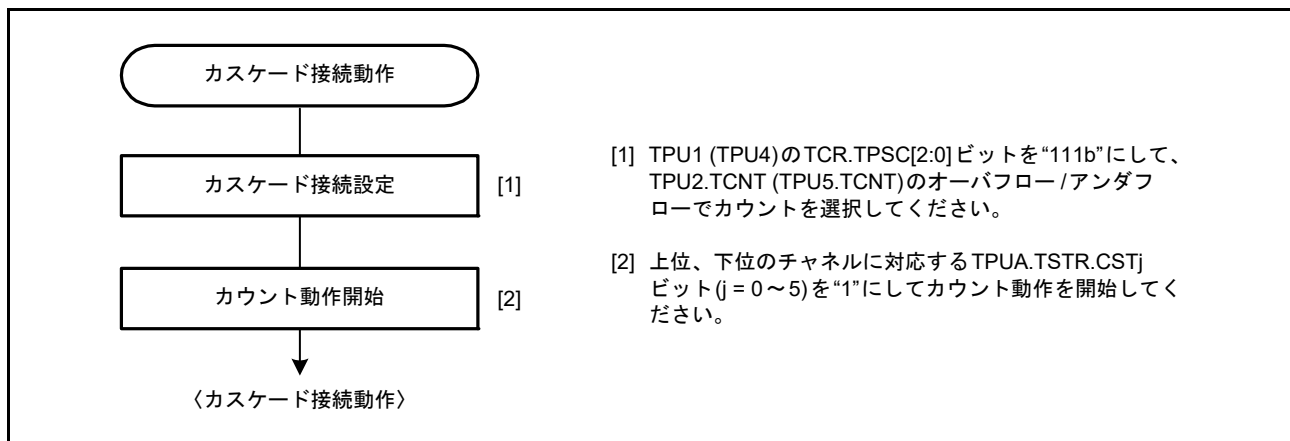 カスケード接続動作
カスケード接続設定
[1]
カウント動作開始
[2]
〈カスケード接続動作〉
[1] TPU1 (TPU4)のTCR.TPSC[2:0]ビットを“111b”にして、
TPU2.TCNT (TPU5.TCNT)のオーバフロー / アンダフ
ローでカウントを選択してください。
[2] 上位、下位のチャネルに対応するTPUA.TSTR.CSTj
ビット(j = 0～5)を“1”にしてカウント動作を開始してく
ださい。